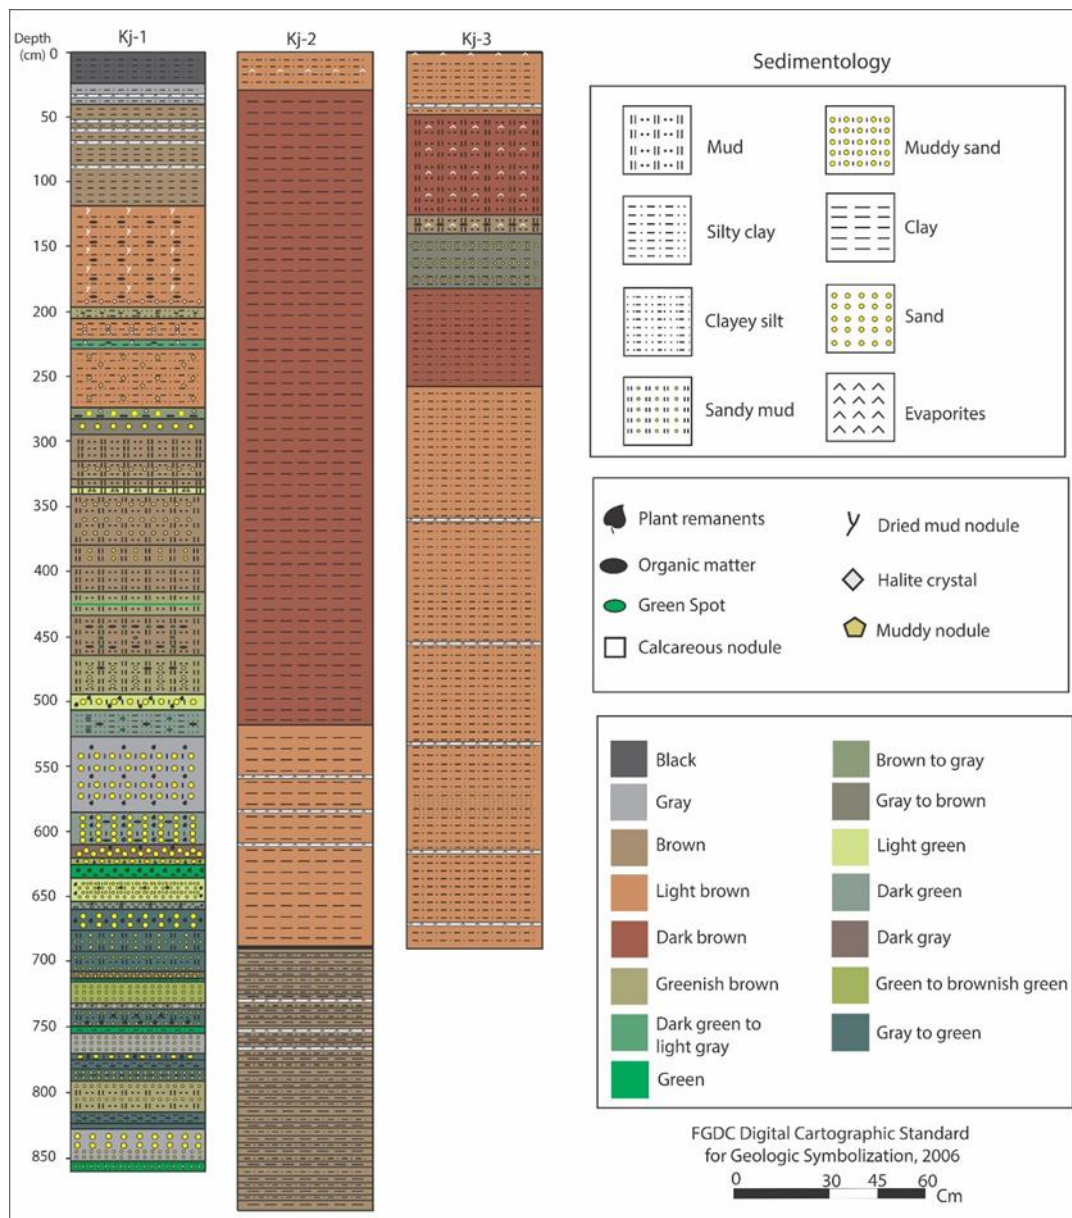 Depth
(cm)
Kj-1
Kj-2
Kj-3
0
50
100
150
200
250
300
350
400
450
500
550
600
650
700
750
800
850
Sedimentology
Mud
Muddy sand
Silty clay
Clay
Clayey silt
Sand
Sandy mud
Evaporites
Plant remanents
Dried mud nodule
Organic matter
Halite crystal
Green Spot
Muddy nodule
Calcareous nodule
Black
Brown to gray
Gray
Gray to brown
Brown
Light green
Light brown
Dark green
Dark brown
Dark gray
Greenish brown
Green to brownish green
Dark green to
light gray
Gray to green
Green
FGDC Digital Cartographic Standard
for Geologic Symbolization, 2006
0 30 45 60
Cm